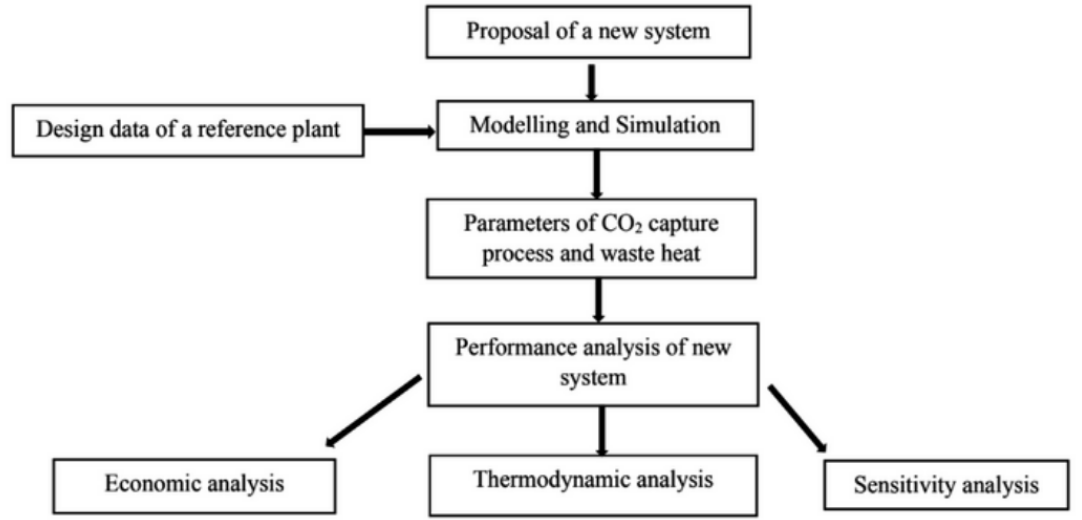 Proposal of a new system
Design data of a reference plant
Modelling and Simulation
Parameters of CO₂ capture
process and waste heat
Performance analysis of new
system
Economic analysis
Thermodynamic analysis
Sensitivity analysis